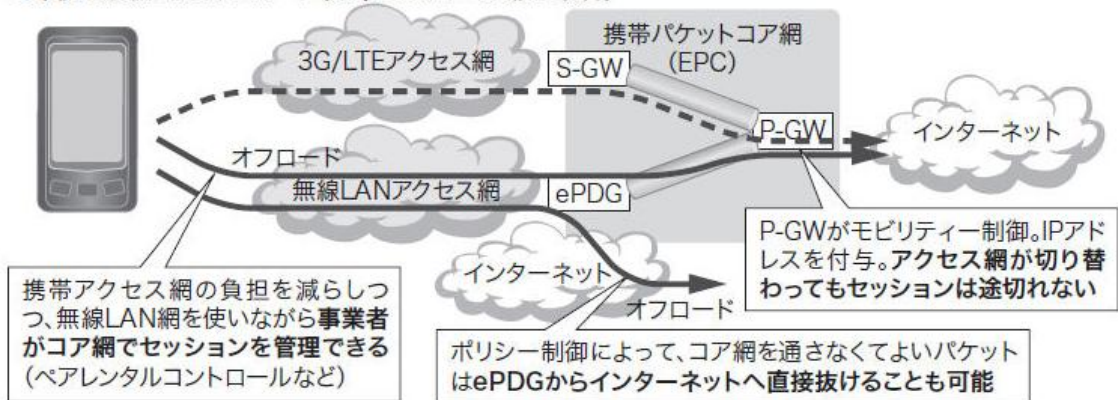 3G/LTEアクセス網
S-GW
携帯パケットコア網
(EPC)
P-GW
インターネット
オフロード
無線LANアクセス網
ePDG
インターネット
オフロード
P-GWがモビリティー制御。IPアド
レスを付与。アクセス網が切り替
わってもセッションは途切れない
携帯アクセス網の負担を減らしつ
つ、無線LAN網を使いながら事業者
がコア網でセッションを管理できる
(ペアレンタルコントロールなど)
ポリシー制御によって、コア網を通さなくてよいパケット
はePDGからインターネットへ直接抜けることも可能